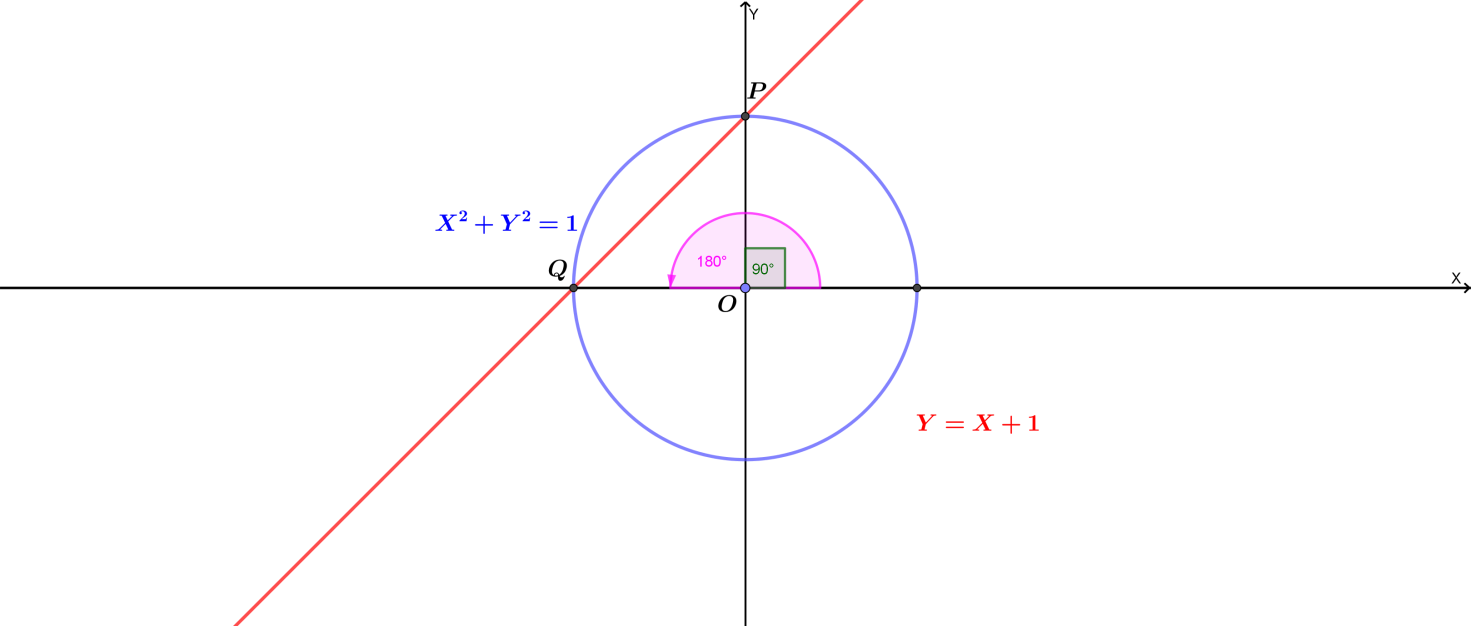 Y
P
X² + Y² = 1
Q
180°
90°
X
O
Y = X + 1